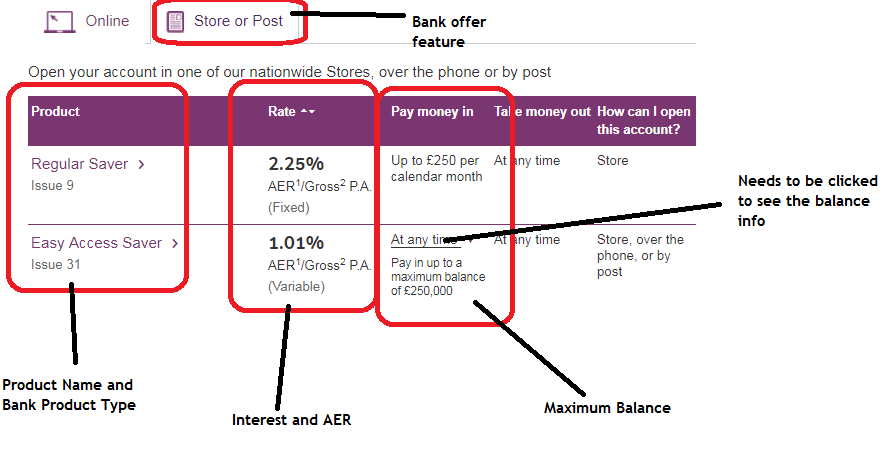 Online
Store or Post
Bank offer
feature
Open your account in one of our nationwide Stores, over the phone or by post
Product
Rate
Pay money in
Take money out
How can I open
this account?
Regular Saver
Issue 9
2.25%
AER1/Gross2 P.A.
(Fixed)
Up to £250 per
calendar month
At any time
Store
Easy Access Saver
Issue 31
1.01%
AER1/Gross2 P.A.
(Variable)
At any time
Pay in up to a
maximum balance
of £250,000
At any time
Store, over the
phone, or by
post
Needs to be clicked
to see the balance
info
Product Name and
Bank Product Type
Interest and AER
Maximum Balance